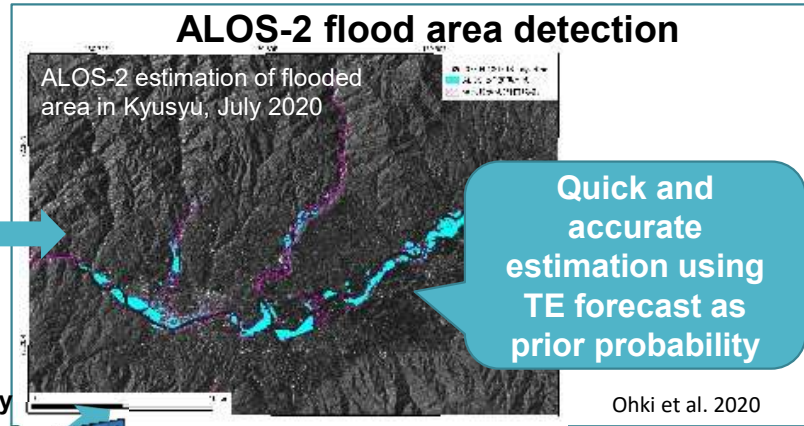 ALOS-2 flood area detection
ALOS-2 estimation of flooded
area in Kyusyu, July 2020
Quick and
accurate
estimation using
TE forecast as
prior probability
y
Ohki et al. 2020